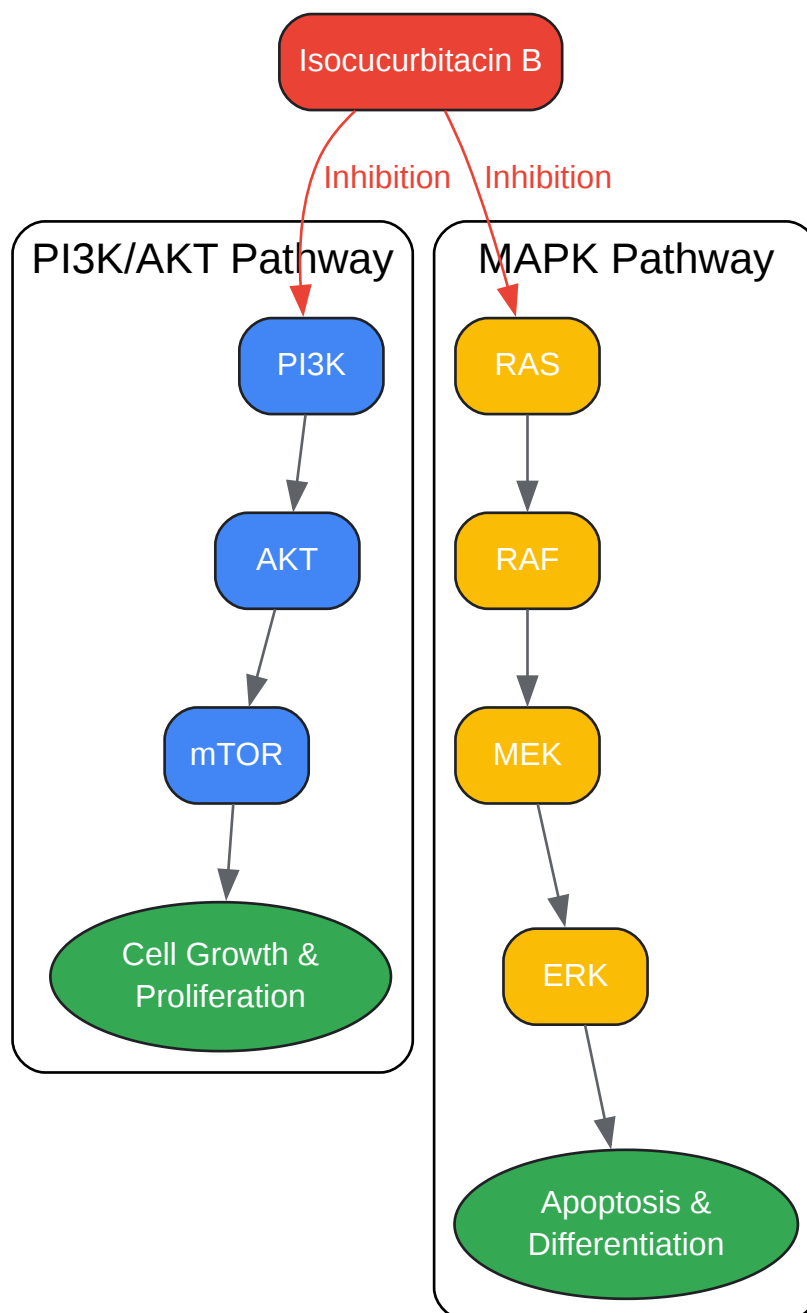 Isocucurbitacin B
Inhibition
Inhibition
PI3K/AKT Pathway
PI3K
AKT
mTOR
Cell Growth &
Proliferation
MAPK Pathway
RAS
RAF
MEK
ERK
Apoptosis &
Differentiation